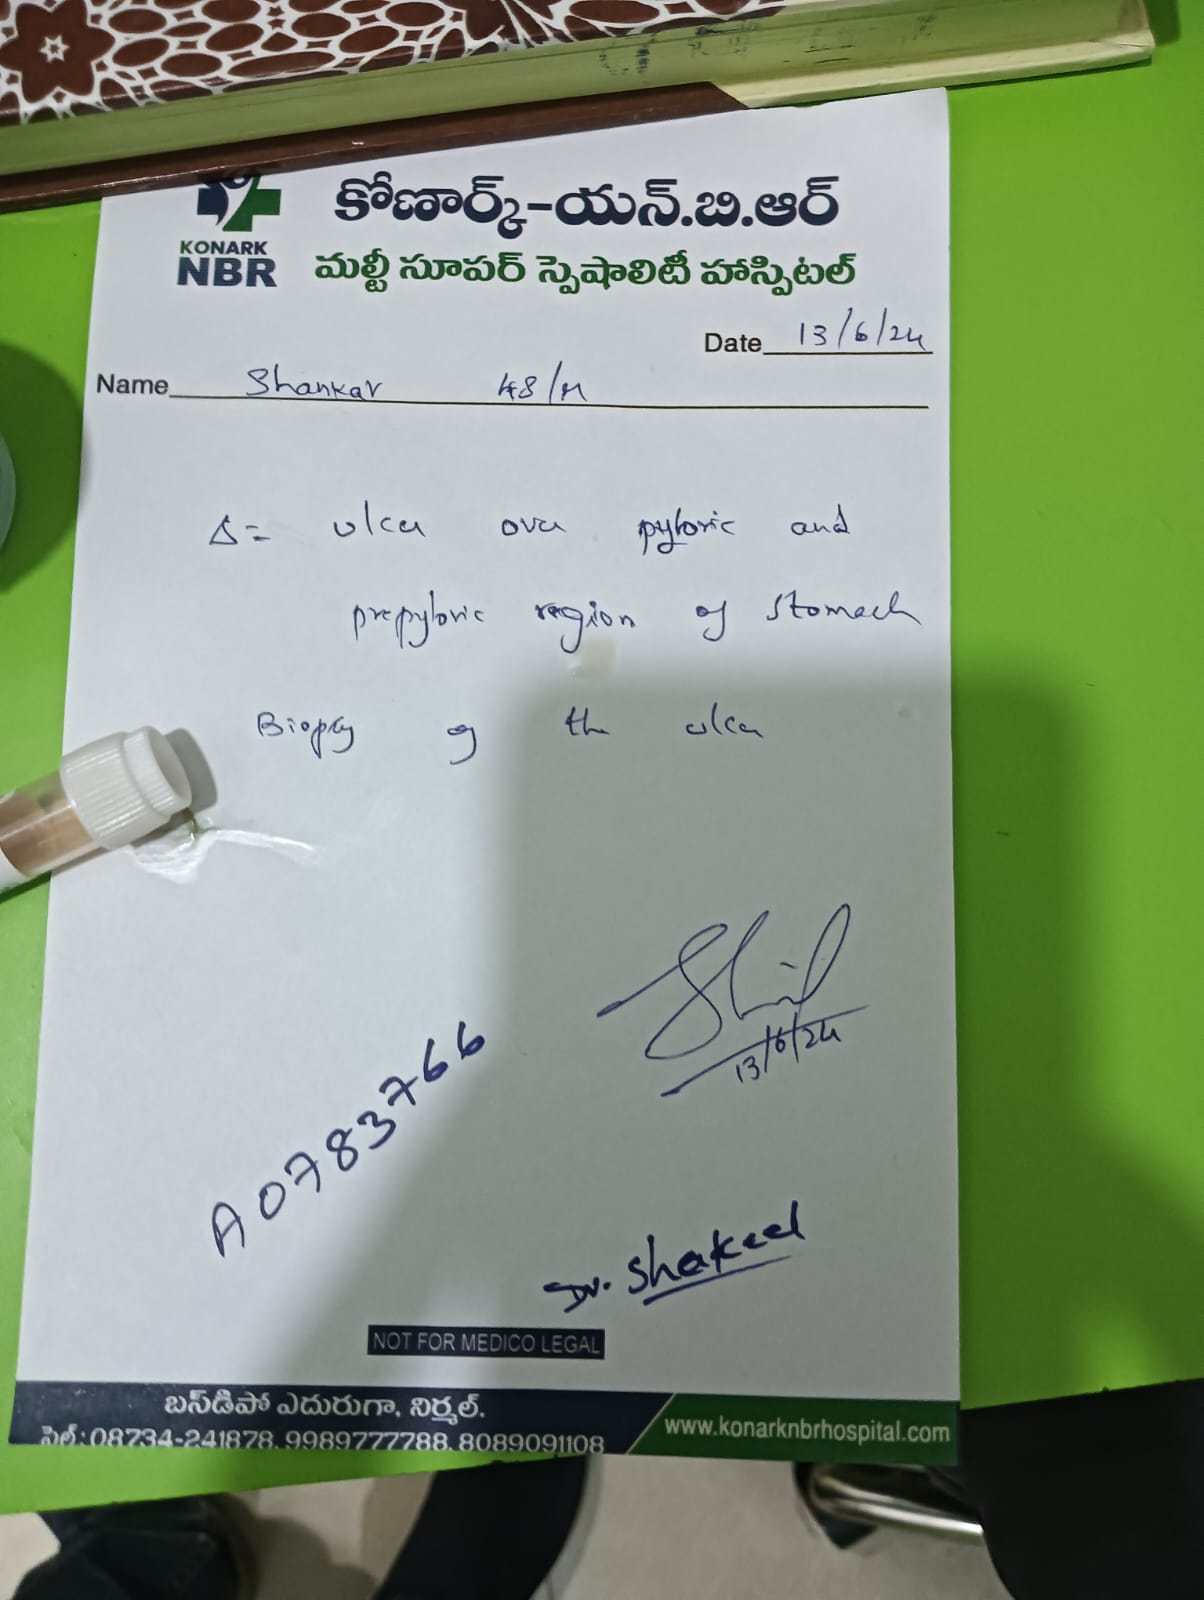 కోణార్క్-యన్.బి.ఆర్
KONARK
NBR
మల్టీ సూపర్ స్పెషాలిటీ హాస్పిటల్
Date 13/6/24
Name Shankar 48/M
Δ= ulcer over pyloric and
prepyloric region of stomach
Biopsy of the ulcer
13/6/24
A0783766
Dr. Shakeel
NOT FOR MEDICO LEGAL
బస్‌డిపో ఎదురుగా, నిర్మల్.
సెల్ : 08734-241878, 9989777788, 8089091108
www.konarknbrhospital.com